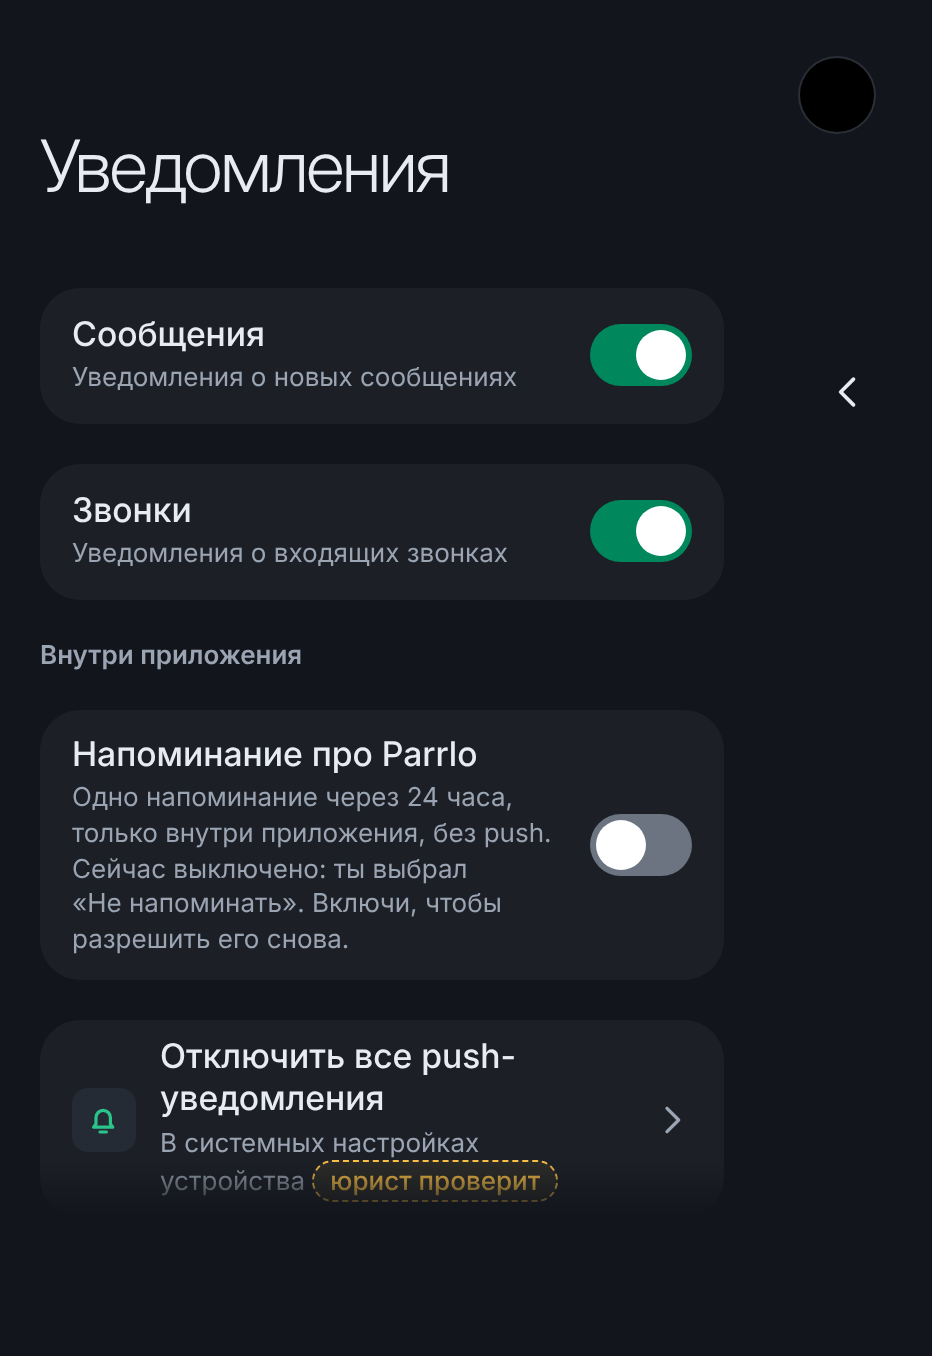 Уведомления
Сообщения
Уведомления о новых сообщениях
Звонки
Уведомления о входящих звонках
Внутри приложения
Напоминание про Parrlo
Одно напоминание через 24 часа,
только внутри приложения, без push.
Сейчас выключено: ты выбрал
«Не напоминать». Включи, чтобы
разрешить его снова.
Отключить все push-
уведомления
В системных настройках
устройства юрист проверит